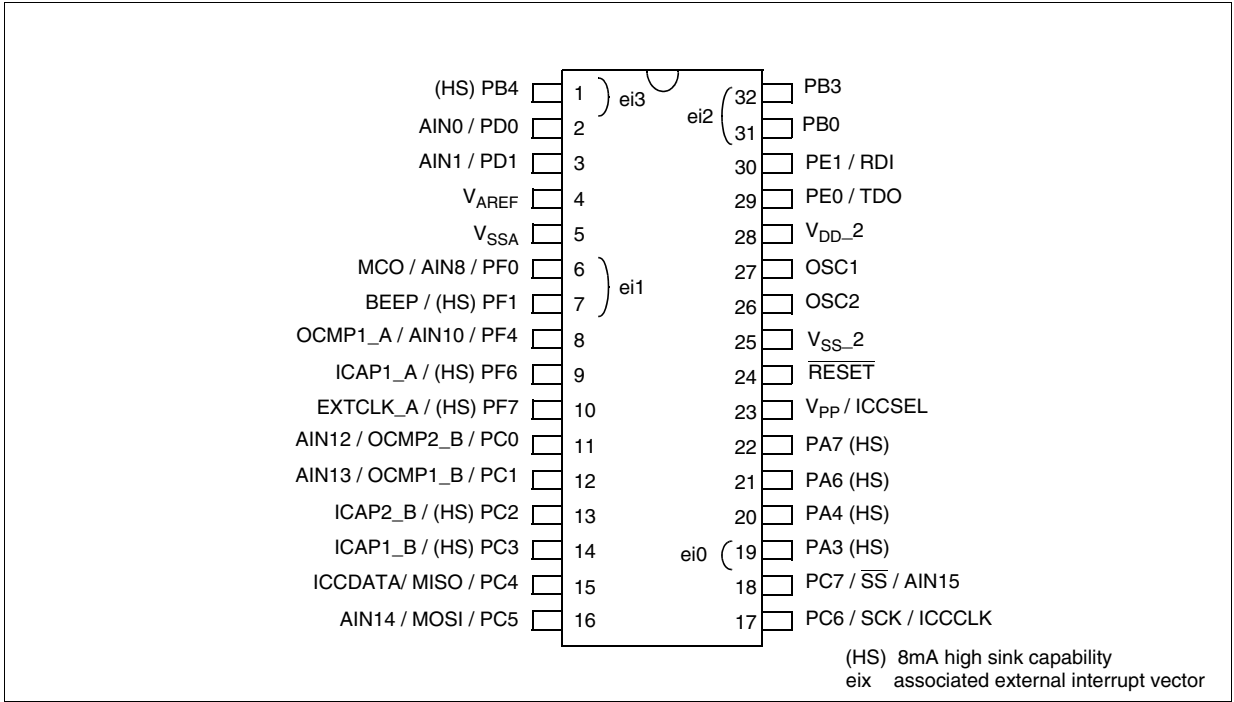 (HS) PB4
AIN0 / PD0
AIN1 / PD1
VAREF
VSSA
MCO / AIN8 / PF0
BEEP / (HS) PF1
OCMP1_A / AIN10 / PF4
ICAP1_A / (HS) PF6
EXTCLK_A / (HS) PF7
AIN12 / OCMP2_B / PC0
AIN13 / OCMP1_B / PC1
ICAP2_B / (HS) PC2
ICAP1_B / (HS) PC3
ICCDATA/ MISO / PC4
AIN14 / MOSI / PC5
1
2
3
4
5
6
7
8
9
10
11
12
13
14
15
16
ei3
ei1
ei2
ei0
32
31
30
29
28
27
26
25
24
23
22
21
20
19
18
17
PB3
PB0
PE1 / RDI
PE0 / TDO
VDD_2
OSC1
OSC2
VSS_2
RESET
VPP / ICCSEL
PA7 (HS)
PA6 (HS)
PA4 (HS)
PA3 (HS)
PC7 / SS / AIN15
PC6 / SCK / ICCCLK
(HS) 8mA high sink capability
eix associated external interrupt vector